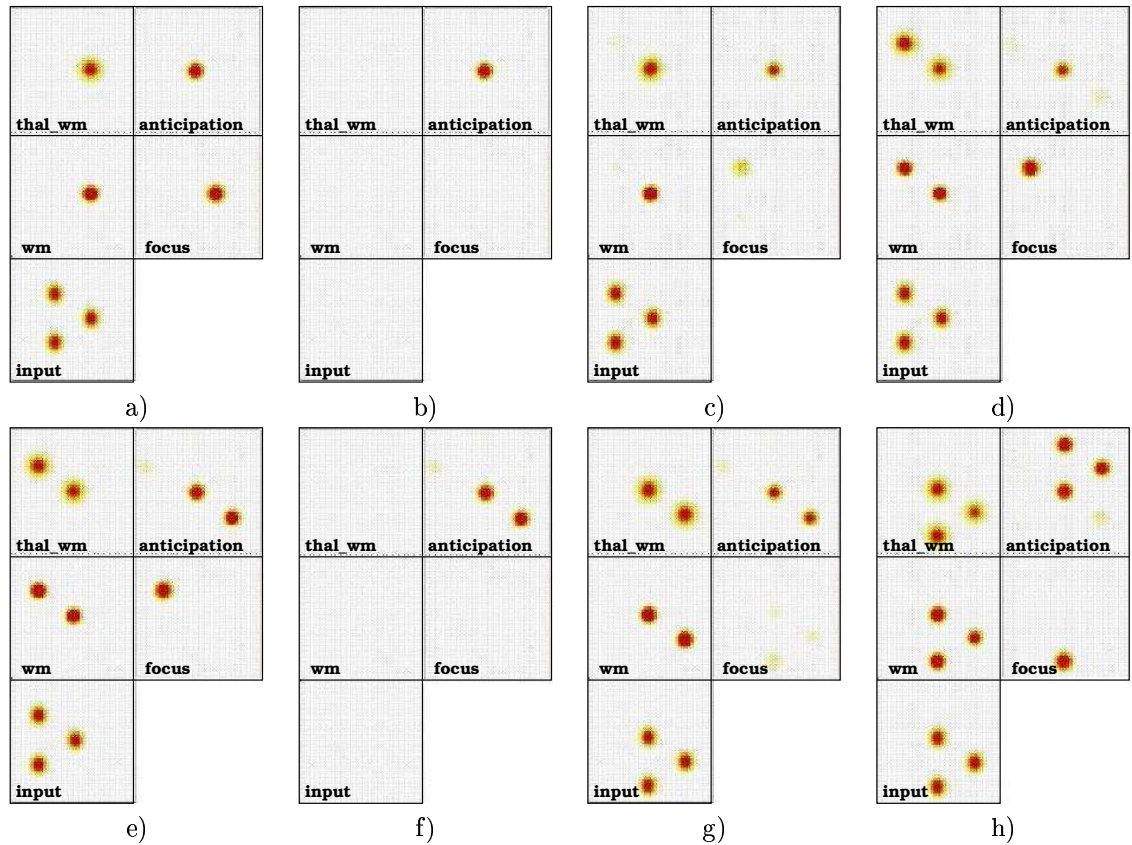 thal_wm anticipation thal_wm anticipation thal_wm anticipation thal_wm anticipation
wm focus wm focus wm focus wm focus
input input input input
a) b) c) d)
thal_wm anticipation thal_wm anticipation thal_wm anticipation thal_wm anticipation
wm focus wm focus wm focus wm focus
input input input input
e) f) g) h)